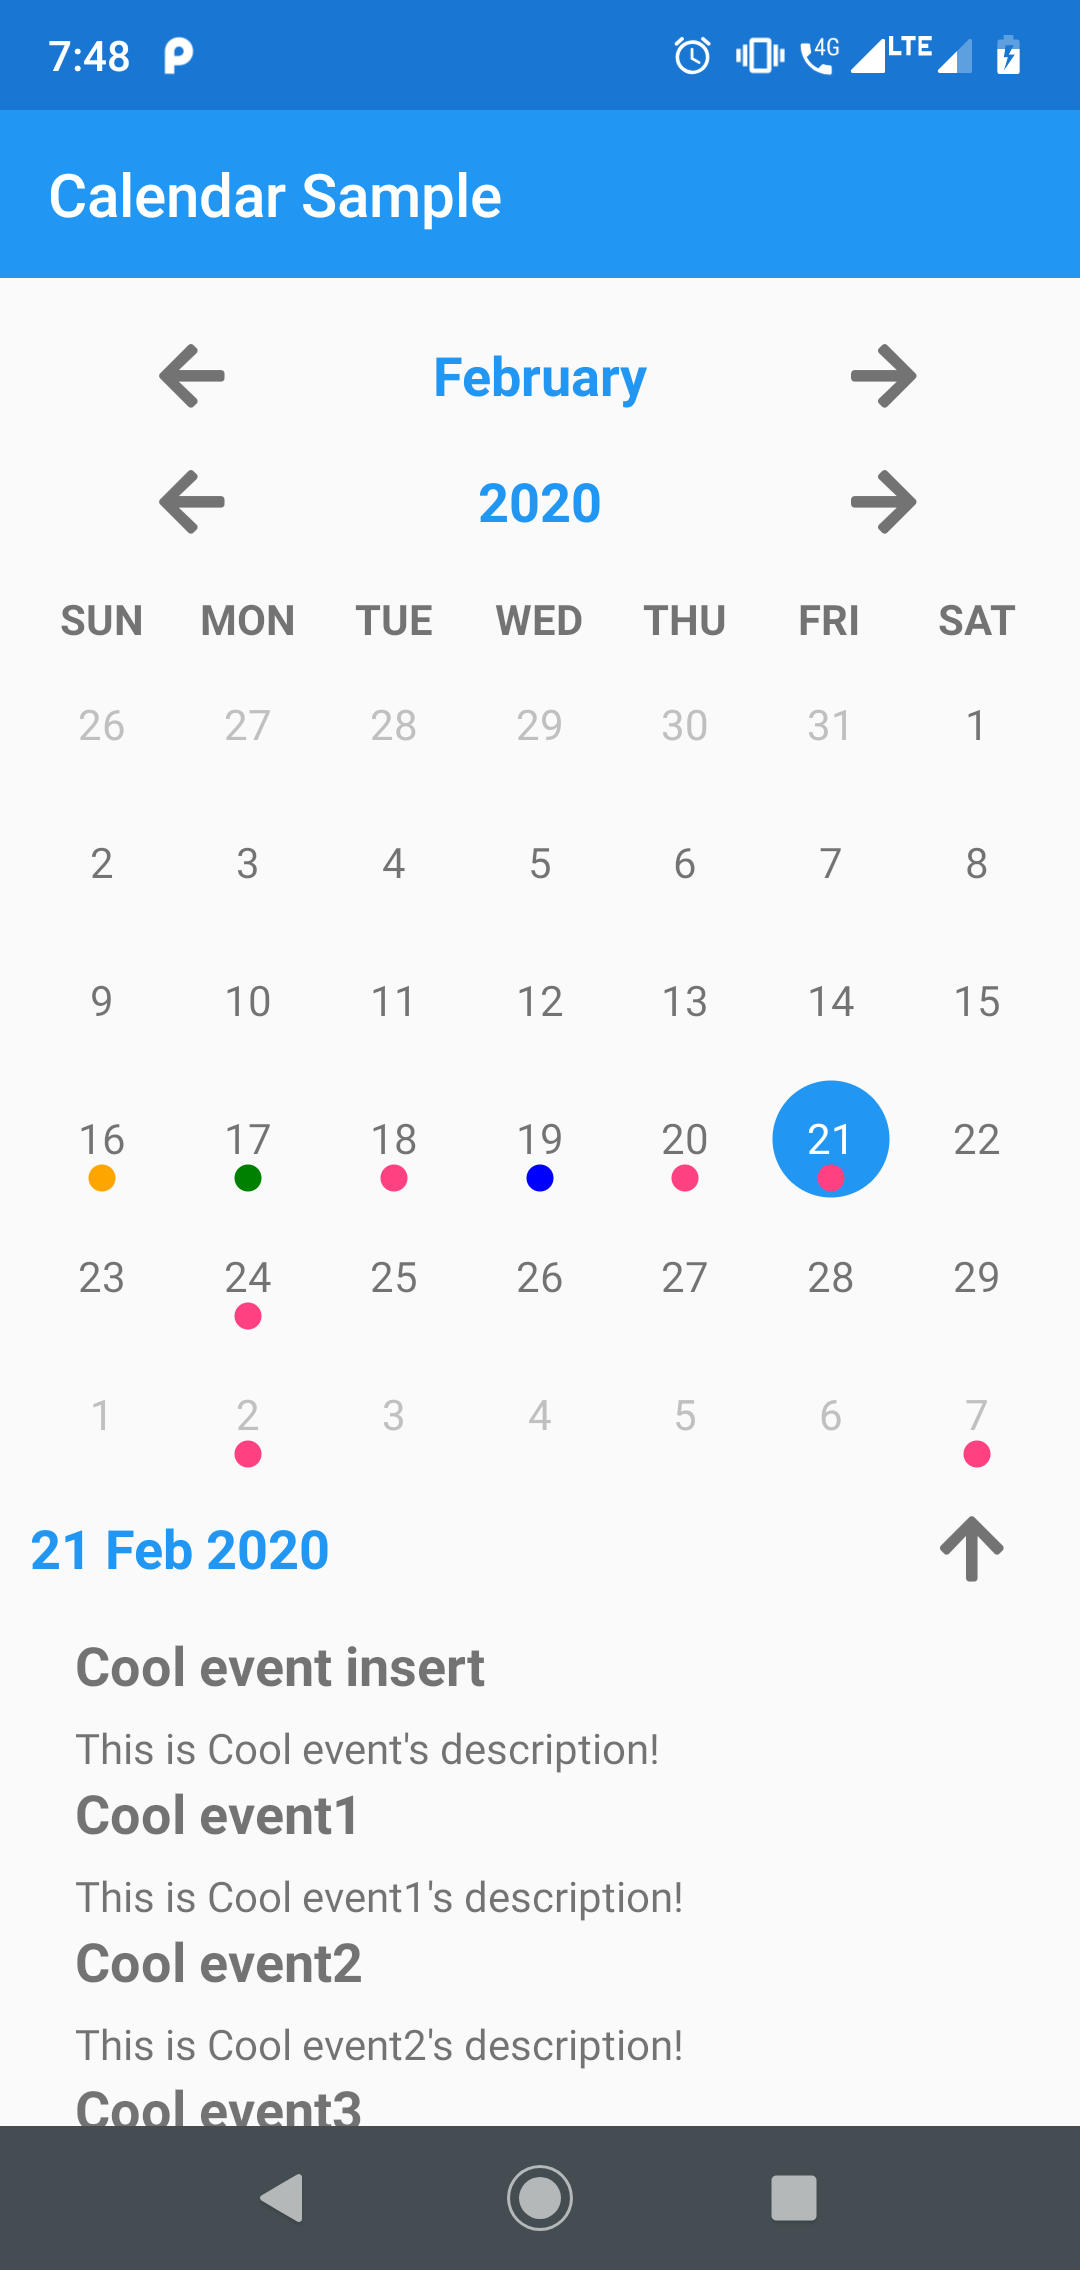 7:48 4G LTE
Calendar Sample
February
2020
SUN MON TUE WED THU FRI SAT
26 27 28 29 30 31 1
2 3 4 5 6 7 8
9 10 11 12 13 14 15
16 17 18 19 20 21 22
23 24 25 26 27 28 29
1 2 3 4 5 6 7
21 Feb 2020
Cool event insert
This is Cool event's description!
Cool event1
This is Cool event1's description!
Cool event2
This is Cool event2's description!
Cool event3